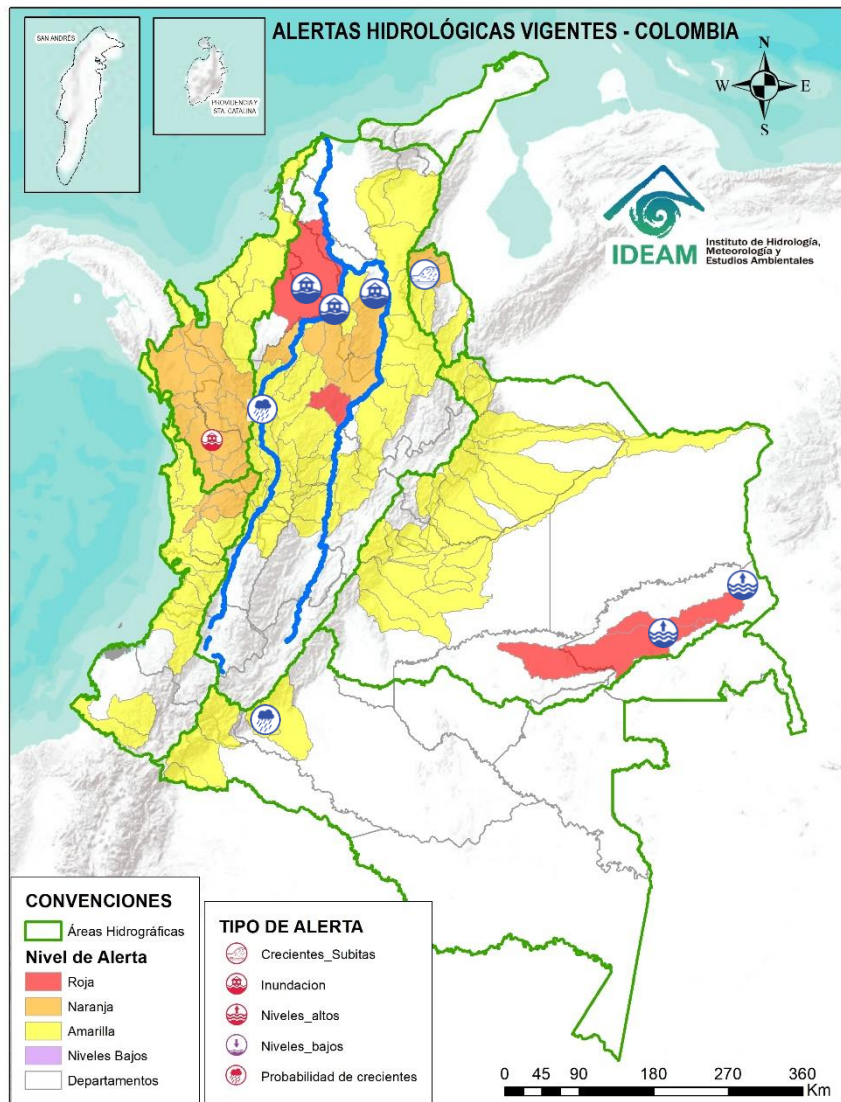 ALERTAS HIDROLÓGICAS VIGENTES - COLOMBIA
SAN ANDRÉS
PROVIDENCIA Y
STA. CATALINA
N
W
E
S
IDEAM
Instituto de Hidrología,
Meteorología y
Estudios Ambientales
CONVENCIONES
Áreas Hidrográficas
Nivel de Alerta
Roja
Naranja
Amarilla
Niveles Bajos
Departamentos
TIPO DE ALERTA
Crecientes_Subitas
Inundacion
Niveles_altos
Niveles_bajos
Probabilidad de crecientes
0 45 90 180 270 360
Km